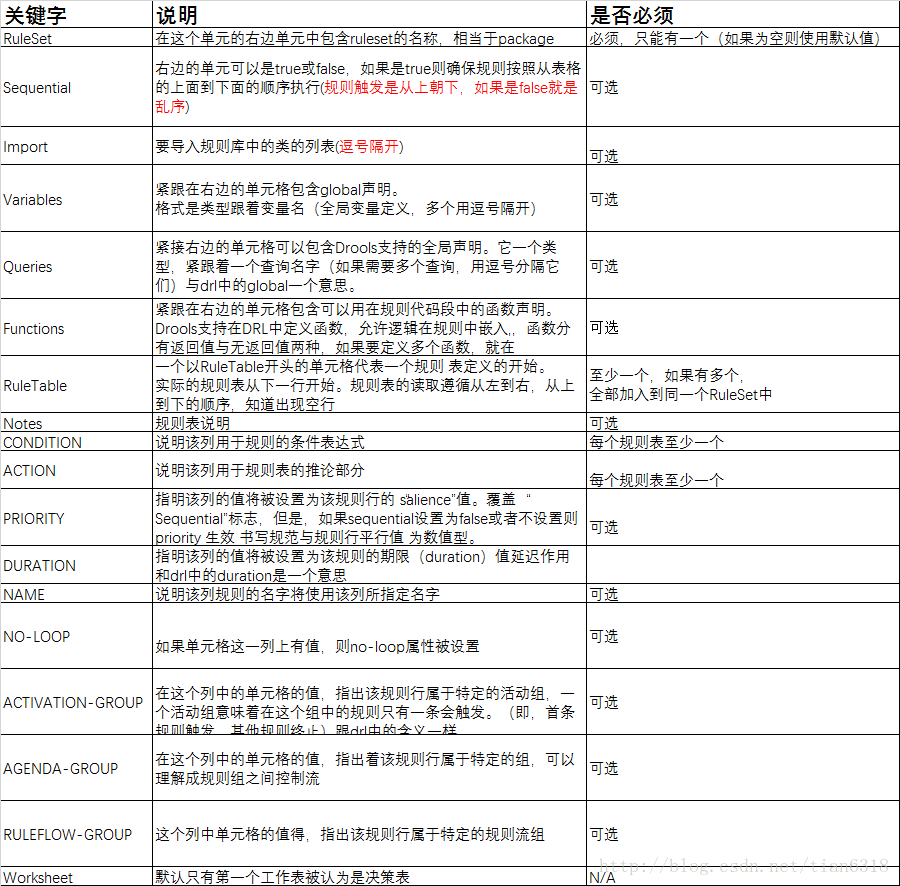 关键字 说明 是否必须
RuleSet 在这个单元的右边单元中包含ruleset的名称，相当于package 必须，只能有一个（如果为空则使用默认值）
Sequential 右边的单元可以是true或false，如果是true则确保规则按照从表格
的上面到下面的顺序执行(规则触发是从上朝下，如果是false就是
乱序) 可选
Import 要导入规则库中的类的列表(逗号隔开) 可选
Variables 紧跟在右边的单元格包含global声明。
格式是类型跟着变量名（全局变量定义，多个用逗号隔开） 可选
Queries 紧接右边的单元格可以包含Drools支持的全局声明。它一个类
型，紧跟着一个查询名字（如果需要多个查询，用逗号分隔它
们）与drl中的global一个意思。 可选
Functions 紧跟在右边的单元格包含可以用在规则代码段中的函数声明。
Drools支持在DRL中定义函数，允许逻辑在规则中嵌入,，函数分
有返回值与无返回值两种，如果要定义多个函数，就在 可选
RuleTable 一个以RuleTable开头的单元格代表一个规则 表定义的开始。
实际的规则表从下一行开始。规则表的读取遵循从左到右，从上
到下的顺序，知道出现空行 至少一个，如果有多个，
全部加入到同一个RuleSet中
Notes 规则表说明 可选
CONDITION 说明该列用于规则的条件表达式 每个规则表至少一个
ACTION 说明该列用于规则表的推论部分 每个规则表至少一个
PRIORITY 指明该列的值将被设置为该规则行的 s“alience”值。覆盖 “
Sequential”标志，但是，如果sequential设置为false或者不设置则
priority 生效 书写规范与规则行平行值 为数值型。 可选
DURATION 指明该列的值将被设置为该规则的期限（duration）值延迟作用
和drl中的duration是一个意思
NAME 说明该列规则的名字将使用该列所指定名字 可选
NO-LOOP 如果单元格这一列上有值，则no-loop属性被设置 可选
ACTIVATION-GROUP 在这个列中的单元格的值，指出该规则行属于特定的活动组，一
个活动组意味着在这个组中的规则只有一条会触发。（即，首条
规则触发，其他规则终止）跟drl中的含义一样 可选
AGENDA-GROUP 在这个列中的单元格的值，指出着该规则行属于特定的组，可以
理解成规则组之间控制流 可选
RULEFLOW-GROUP 这个列中单元格的值得，指出该规则行属于特定的规则流组 可选
Worksheet 默认只有第一个工作表被认为是决策表 N/A
http://blog.csdn.net/tian6318